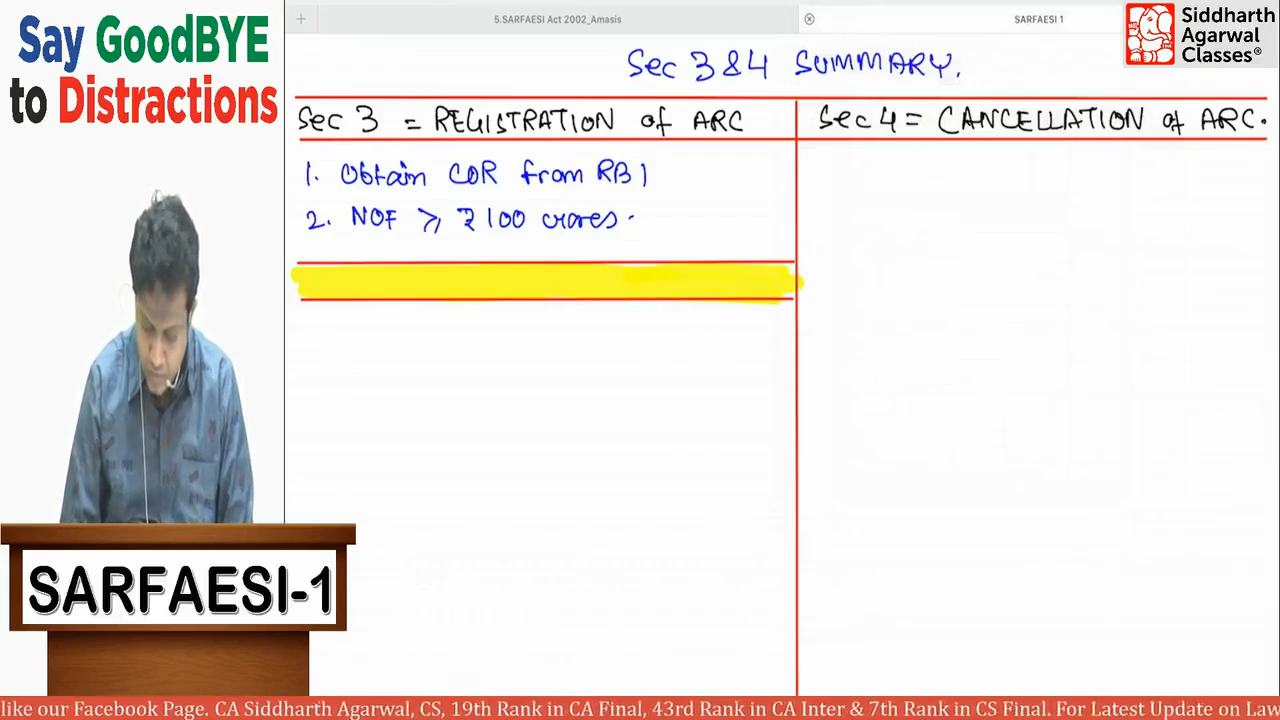 Say GoodBYE
to Distractions
5.SARFAESI Act 2002_Amasis
SARFAESI 1
Siddharth
Agarwal
Classes®
Sec 3 & 4 SUMMARY.
Sec 3 = REGISTRATION of ARC
Sec 4 = CANCELLATION of ARC.
1. Obtain COR from RBI
2. NOF ⩾ ₹100 crores.
SARFAESI-1
like our Facebook Page. CA Siddharth Agarwal, CS, 19th Rank in CA Final, 43rd Rank in CA Inter & 7th Rank in CS Final. For Latest Update on Law